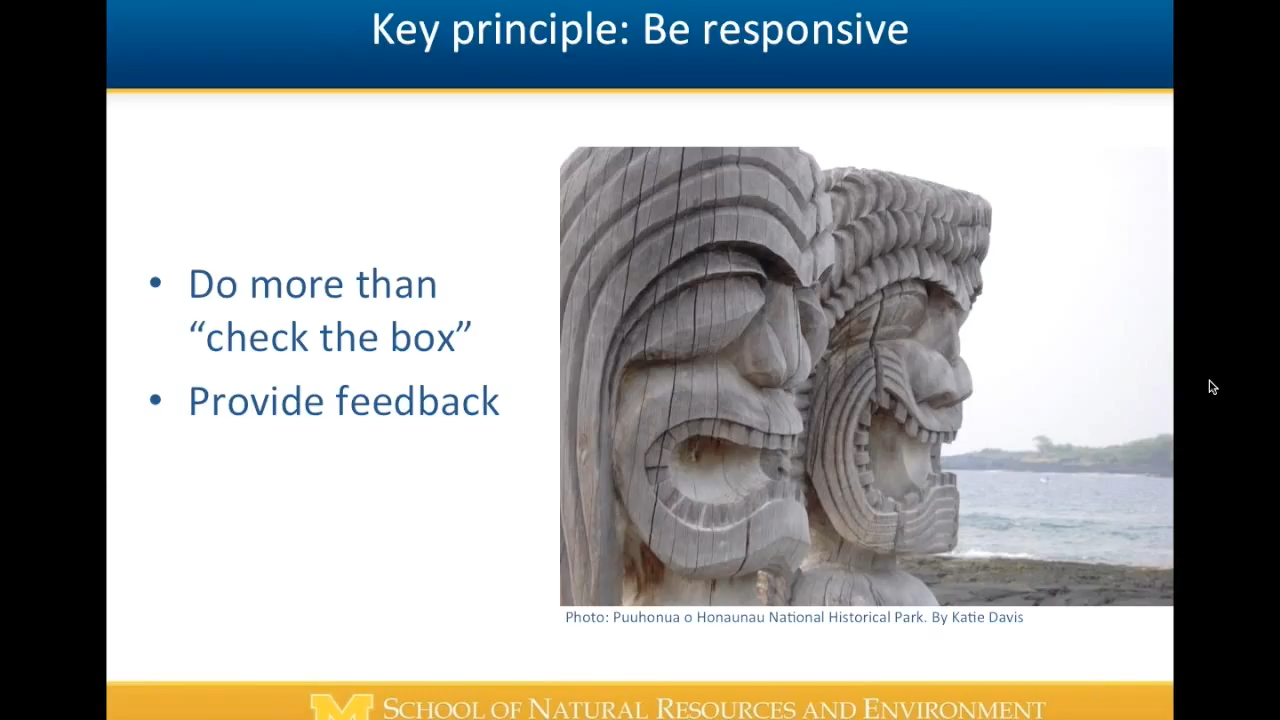 Key principle: Be responsive
• Do more than
“check the box”
• Provide feedback
Photo: Puuhonua o Honaunau National Historical Park. By Katie Davis
M SCHOOL OF NATURAL RESOURCES AND ENVIRONMENT